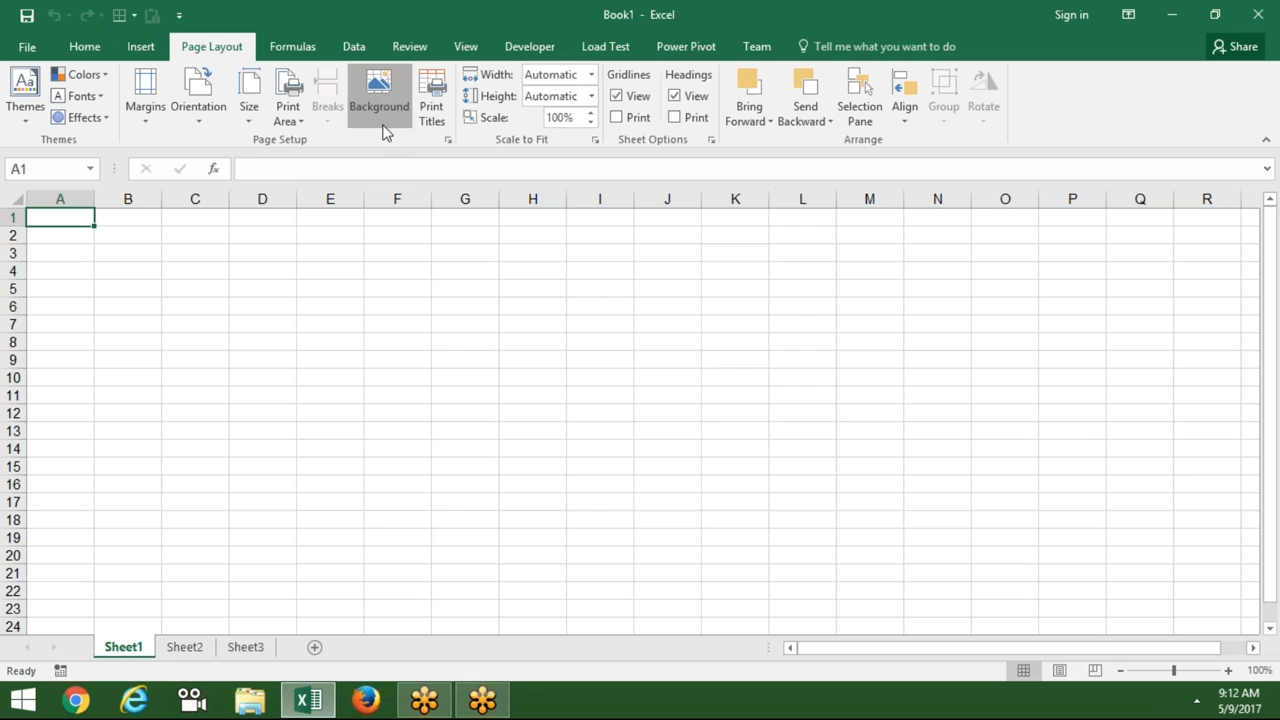 Book1 - Excel
Sign in
File Home Insert Page Layout Formulas Data Review View Developer Load Test Power Pivot Team Tell me what you want to do Share
Themes
Colors
Fonts
Effects
Margins
Orientation
Size
Print Area
Breaks
Background
Print Titles
Width: Automatic
Height: Automatic
Scale: 100%
Gridlines
View
Print
Headings
View
Print
Bring Forward
Send Backward
Selection Pane
Align
Group
Rotate
Themes Page Setup Scale to Fit Sheet Options Arrange
A1 fx
A B C D E F G H I J K L M N O P Q R
1
2
3
4
5
6
7
8
9
10
11
12
13
14
15
16
17
18
19
20
21
22
23
24
Sheet1 Sheet2 Sheet3
Ready 100%
9:12 AM
5/9/2017